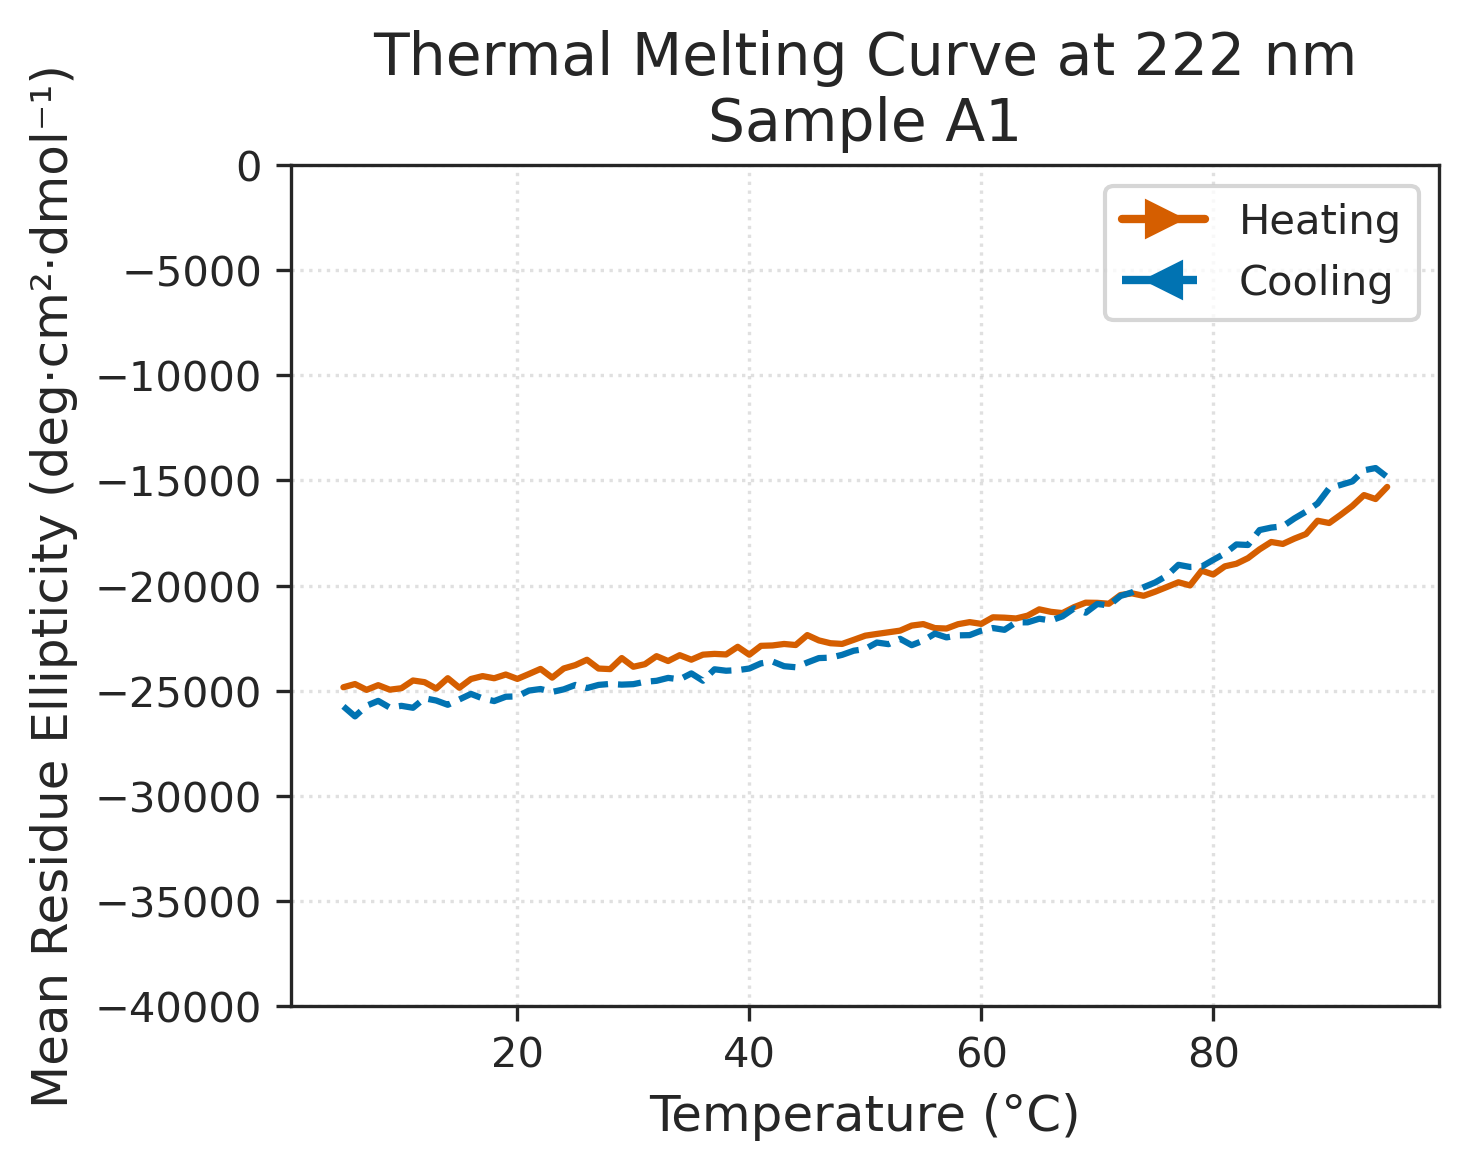 Thermal Melting Curve at 222 nm
Sample A1
Mean Residue Ellipticity (deg·cm²·dmol⁻¹)
0
−5000
−10000
−15000
−20000
−25000
−30000
−35000
−40000
Heating
Cooling
20
40
60
80
Temperature (°C)